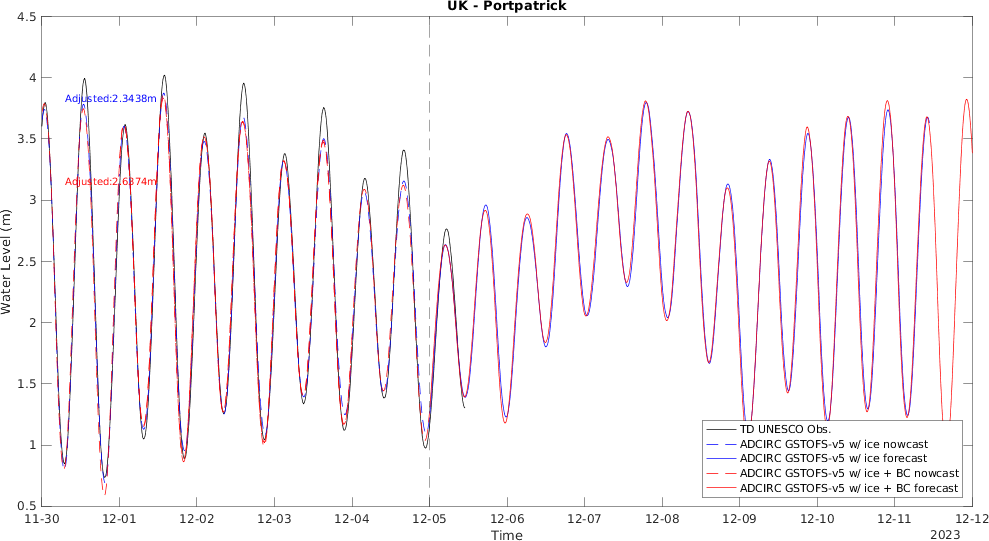 UK - Portpatrick
4.5
4
3.5
3
2.5
2
1.5
1
0.5
Water Level (m)
Adjusted:2.3438m
Adjusted:2.6874m
TD UNESCO Obs.
ADCIRC GSTOFS-v5 w/ ice nowcast
ADCIRC GSTOFS-v5 w/ ice forecast
ADCIRC GSTOFS-v5 w/ ice + BC nowcast
ADCIRC GSTOFS-v5 w/ ice + BC forecast
11-30 12-01 12-02 12-03 12-04 12-05 12-06 12-07 12-08 12-09 12-10 12-11 12-12
Time
2023